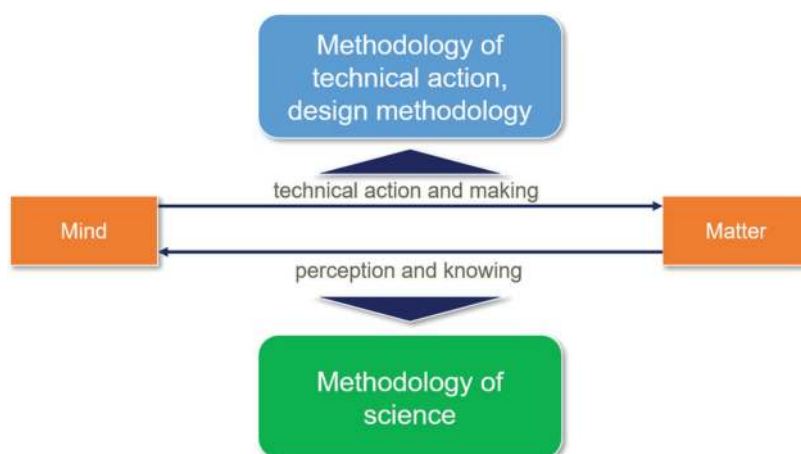 Methodology of
technical action,
design methodology
technical action and making
Mind
Matter
perception and knowing
Methodology of
science